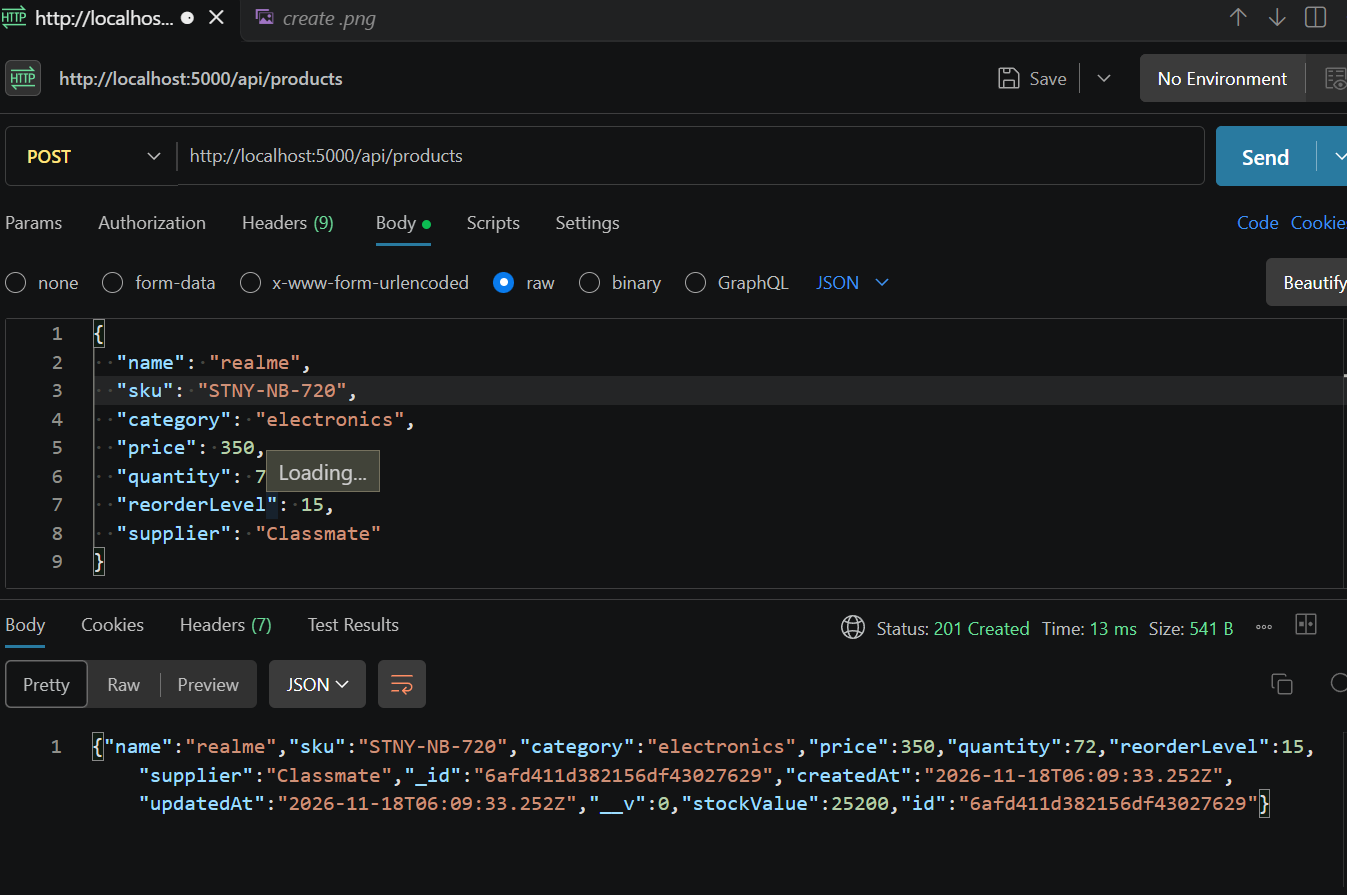 HTTP http://localhos... create .png
HTTP http://localhost:5000/api/products Save No Environment
POST http://localhost:5000/api/products Send
Params Authorization Headers (9) Body Scripts Settings Code Cookie
none form-data x-www-form-urlencoded raw binary GraphQL JSON Beautify
1 {
2 "name": "realme",
3 "sku": "STNY-NB-720",
4 "category": "electronics",
5 "price": 350,
6 "quantity": 7
Loading...
7 "reorderLevel": 15,
8 "supplier": "Classmate"
9 }
Body Cookies Headers (7) Test Results Status: 201 Created Time: 13 ms Size: 541 B
Pretty Raw Preview JSON
1 {"name":"realme","sku":"STNY-NB-720","category":"electronics","price":350,"quantity":72,"reorderLevel":15,
"supplier":"Classmate","_id":"6afd411d382156df43027629","createdAt":"2026-11-18T06:09:33.252Z",
"updatedAt":"2026-11-18T06:09:33.252Z","__v":0,"stockValue":25200,"id":"6afd411d382156df43027629"}